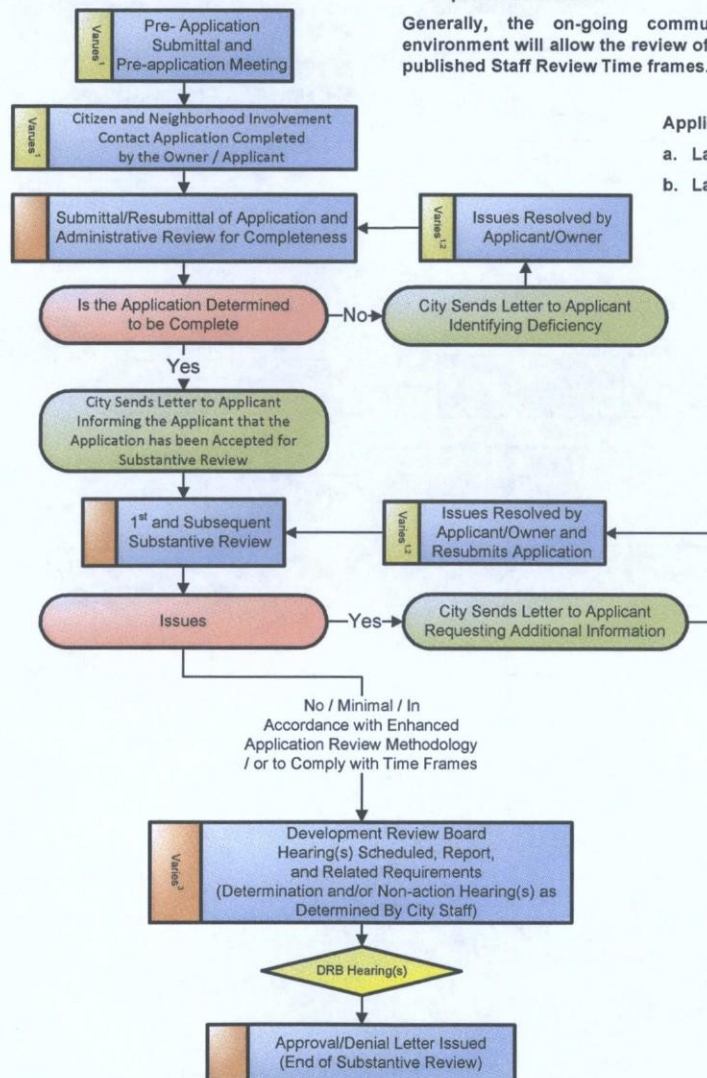 Generally, the on-going commu
environment will allow the review of
published Staff Review Time frames.
Applic
a. La
b. La
Varies¹
Pre- Application
Submittal and
Pre-application Meeting
Varies¹
Citizen and Neighborhood Involvement
Contact Application Completed
by the Owner / Applicant
Submittal/Resubmittal of Application and
Administrative Review for Completeness
Varies¹,²
Issues Resolved by
Applicant/Owner
Is the Application Determined
to be Complete
No
City Sends Letter to Applicant
Identifying Deficiency
Yes
City Sends Letter to Applicant
Informing the Applicant that the
Application has been Accepted for
Substantive Review
1st and Subsequent
Substantive Review
Varies¹,²
Issues Resolved by
Applicant/Owner and
Resubmits Application
Issues
Yes
City Sends Letter to Applicant
Requesting Additional Information
No / Minimal / In
Accordance with Enhanced
Application Review Methodology
/ or to Comply with Time Frames
Varies³
Development Review Board
Hearing(s) Scheduled, Report,
and Related Requirements
(Determination and/or Non-action Hearing(s) as
Determined By City Staff)
DRB Hearing(s)
Approval/Denial Letter Issued
(End of Substantive Review)